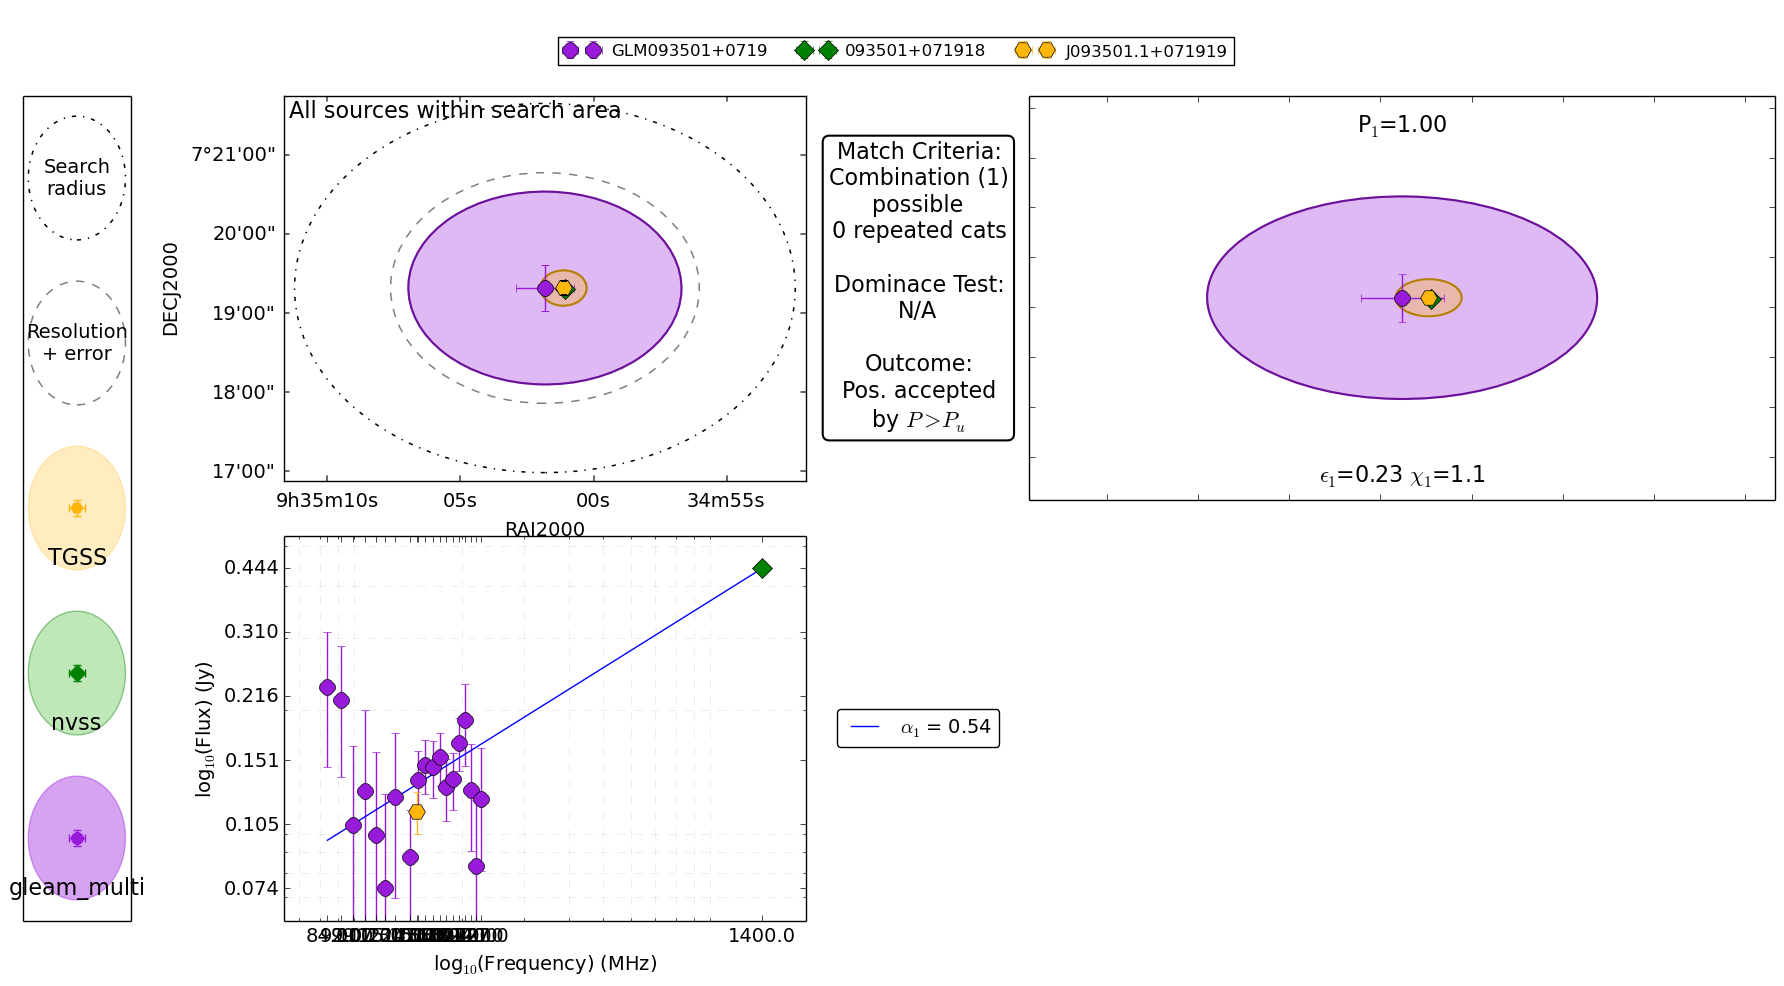 GLM093501+0719 093501+071918 J093501.1+071919
Search
radius
Resolution
+ error
TGSS
nvss
gleam_multi
All sources within search area
DECJ2000
7°21'00"
20'00"
19'00"
18'00"
17'00"
9h35m10s 05s 00s 34m55s
RAJ2000
Match Criteria:
Combination (1)
possible
0 repeated cats
Dominace Test:
N/A
Outcome:
Pos. accepted
by P>Pᵤ
P₁=1.00
ϵ₁=0.23 χ₁=1.1
log₁₀(Flux) (Jy)
0.444
0.310
0.216
0.151
0.105
0.074
1400.0
log₁₀(Frequency) (MHz)
α₁ = 0.54